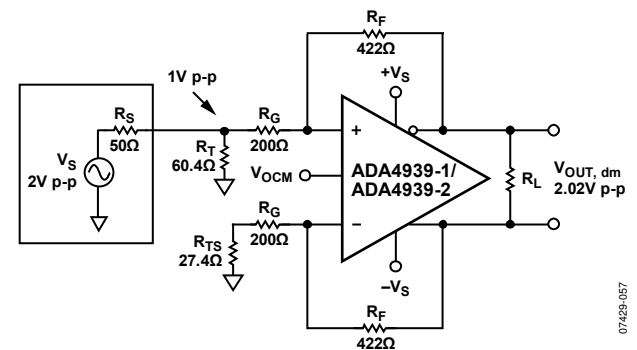 RF
422Ω
1V p-p
+VS
RS
50Ω
RG
200Ω
+
VS
2V p-p
RT
60.4Ω
VOCM
ADA4939-1/
ADA4939-2
RL
VOUT, dm
2.02V p-p
RG
200Ω
–
RTS
27.4Ω
–VS
RF
422Ω
07429-057